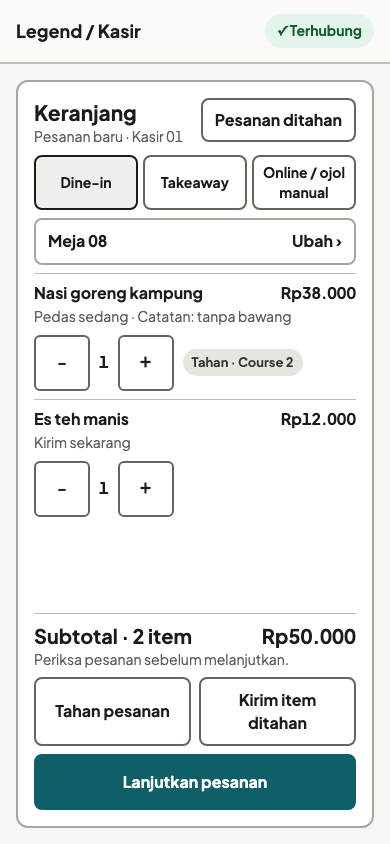 Legend / Kasir
✓Terhubung
Keranjang
Pesanan baru · Kasir 01
Pesanan ditahan
Dine-in
Takeaway
Online / ojol
manual
Meja 08
Ubah ›
Nasi goreng kampung
Rp38.000
Pedas sedang · Catatan: tanpa bawang
- 1 +
Tahan · Course 2
Es teh manis
Rp12.000
Kirim sekarang
- 1 +
Subtotal · 2 item
Rp50.000
Periksa pesanan sebelum melanjutkan.
Tahan pesanan
Kirim item
ditahan
Lanjutkan pesanan